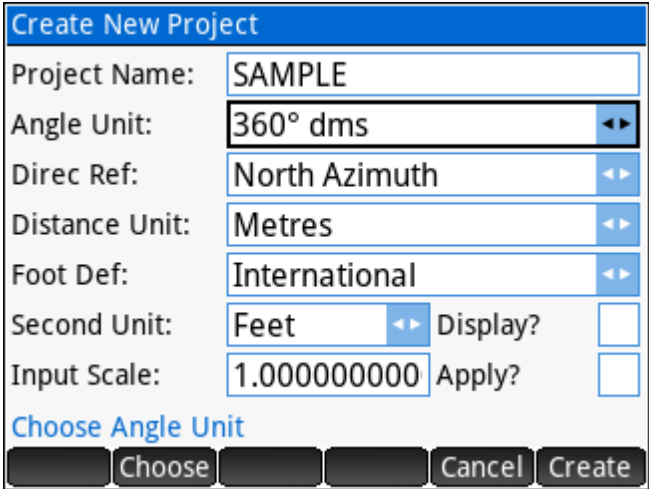 Create New Project
Project Name: SAMPLE
Angle Unit: 360° dms
Direc Ref: North Azimuth
Distance Unit: Metres
Foot Def: International
Second Unit: Feet Display?
Input Scale: 1.000000000 Apply?
Choose Angle Unit
Choose Cancel Create